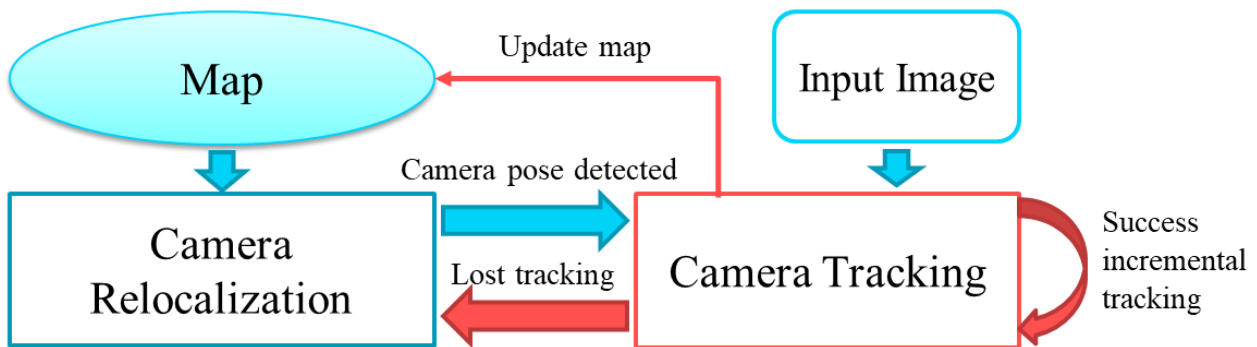 Update map
Map
Input Image
Camera pose detected
Camera
Relocalization
Lost tracking
Camera Tracking
Success
incremental
tracking